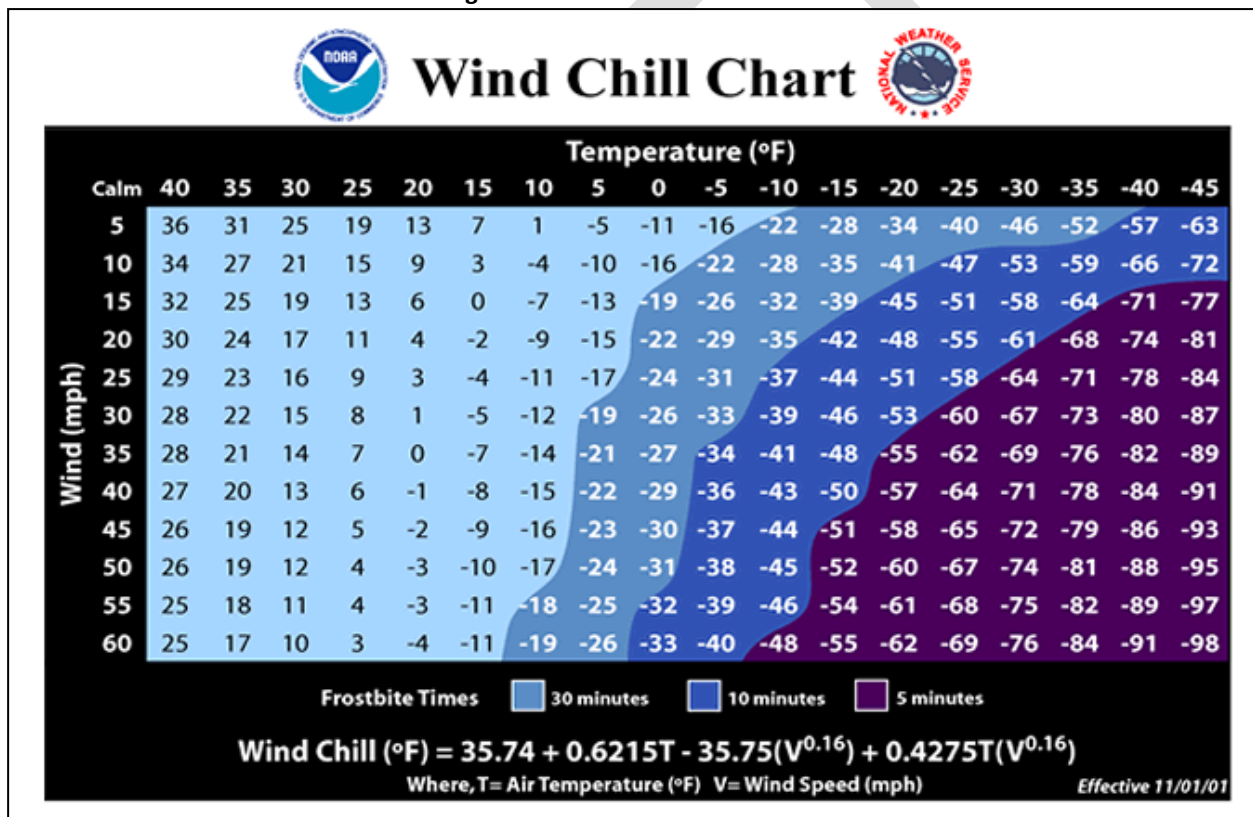 NOAA
Wind Chill Chart
NATIONAL WEATHER SERVICE
Temperature (ºF)
Calm 40 35 30 25 20 15 10 5 0 -5 -10 -15 -20 -25 -30 -35 -40 -45
Wind (mph)
5 36 31 25 19 13 7 1 -5 -11 -16 -22 -28 -34 -40 -46 -52 -57 -63
10 34 27 21 15 9 3 -4 -10 -16 -22 -28 -35 -41 -47 -53 -59 -66 -72
15 32 25 19 13 6 0 -7 -13 -19 -26 -32 -39 -45 -51 -58 -64 -71 -77
20 30 24 17 11 4 -2 -9 -15 -22 -29 -35 -42 -48 -55 -61 -68 -74 -81
25 29 23 16 9 3 -4 -11 -17 -24 -31 -37 -44 -51 -58 -64 -71 -78 -84
30 28 22 15 8 1 -5 -12 -19 -26 -33 -39 -46 -53 -60 -67 -73 -80 -87
35 28 21 14 7 0 -7 -14 -21 -27 -34 -41 -48 -55 -62 -69 -76 -82 -89
40 27 20 13 6 -1 -8 -15 -22 -29 -36 -43 -50 -57 -64 -71 -78 -84 -91
45 26 19 12 5 -2 -9 -16 -23 -30 -37 -44 -51 -58 -65 -72 -79 -86 -93
50 26 19 12 4 -3 -10 -17 -24 -31 -38 -45 -52 -60 -67 -74 -81 -88 -95
55 25 18 11 4 -3 -11 -18 -25 -32 -39 -46 -54 -61 -68 -75 -82 -89 -97
60 25 17 10 3 -4 -11 -19 -26 -33 -40 -48 -55 -62 -69 -76 -84 -91 -98
Frostbite Times 30 minutes 10 minutes 5 minutes
Wind Chill (ºF) = 35.74 + 0.6215T - 35.75(V^0.16) + 0.4275T(V^0.16)
Where, T= Air Temperature (ºF) V= Wind Speed (mph)
Effective 11/01/01